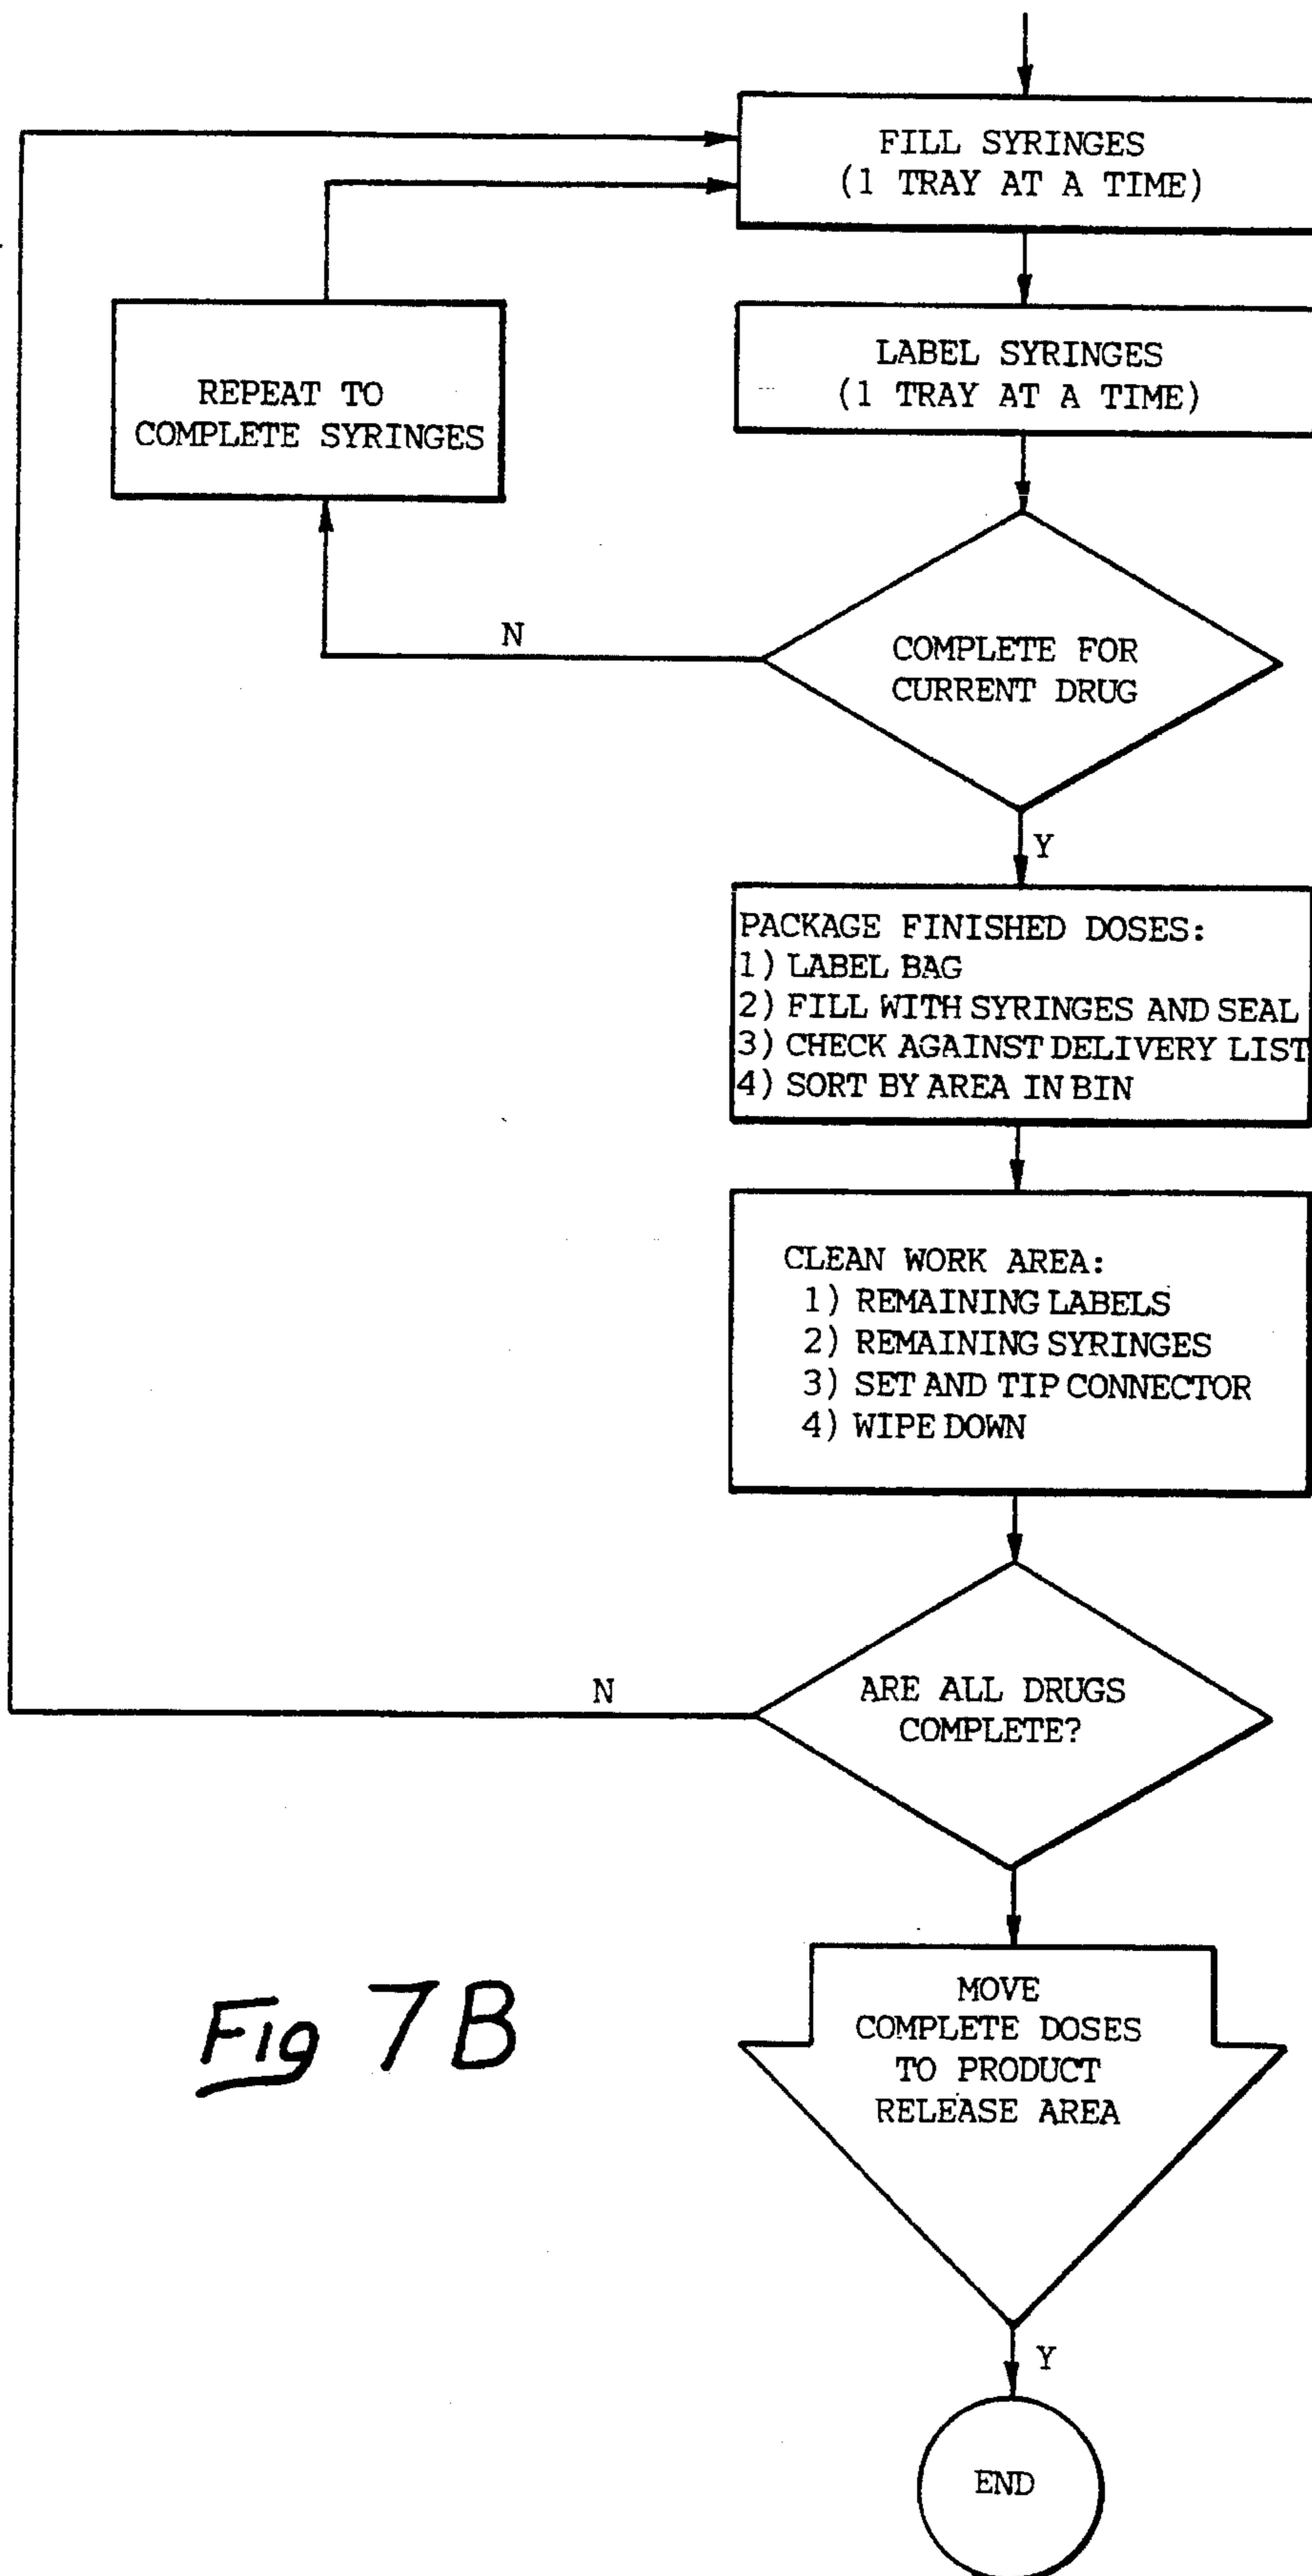 FILL SYRINGES
(1 TRAY AT A TIME)
LABEL SYRINGES
(1 TRAY AT A TIME)
REPEAT TO
COMPLETE SYRINGES
N
COMPLETE FOR
CURRENT DRUG
Y
PACKAGE FINISHED DOSES:
1) LABEL BAG
2) FILL WITH SYRINGES AND SEAL
3) CHECK AGAINST DELIVERY LIST
4) SORT BY AREA IN BIN
CLEAN WORK AREA:
1) REMAINING LABELS
2) REMAINING SYRINGES
3) SET AND TIP CONNECTOR
4) WIPE DOWN
N
ARE ALL DRUGS
COMPLETE?
MOVE
COMPLETE DOSES
TO PRODUCT
RELEASE AREA
Fig 7B
Y
END